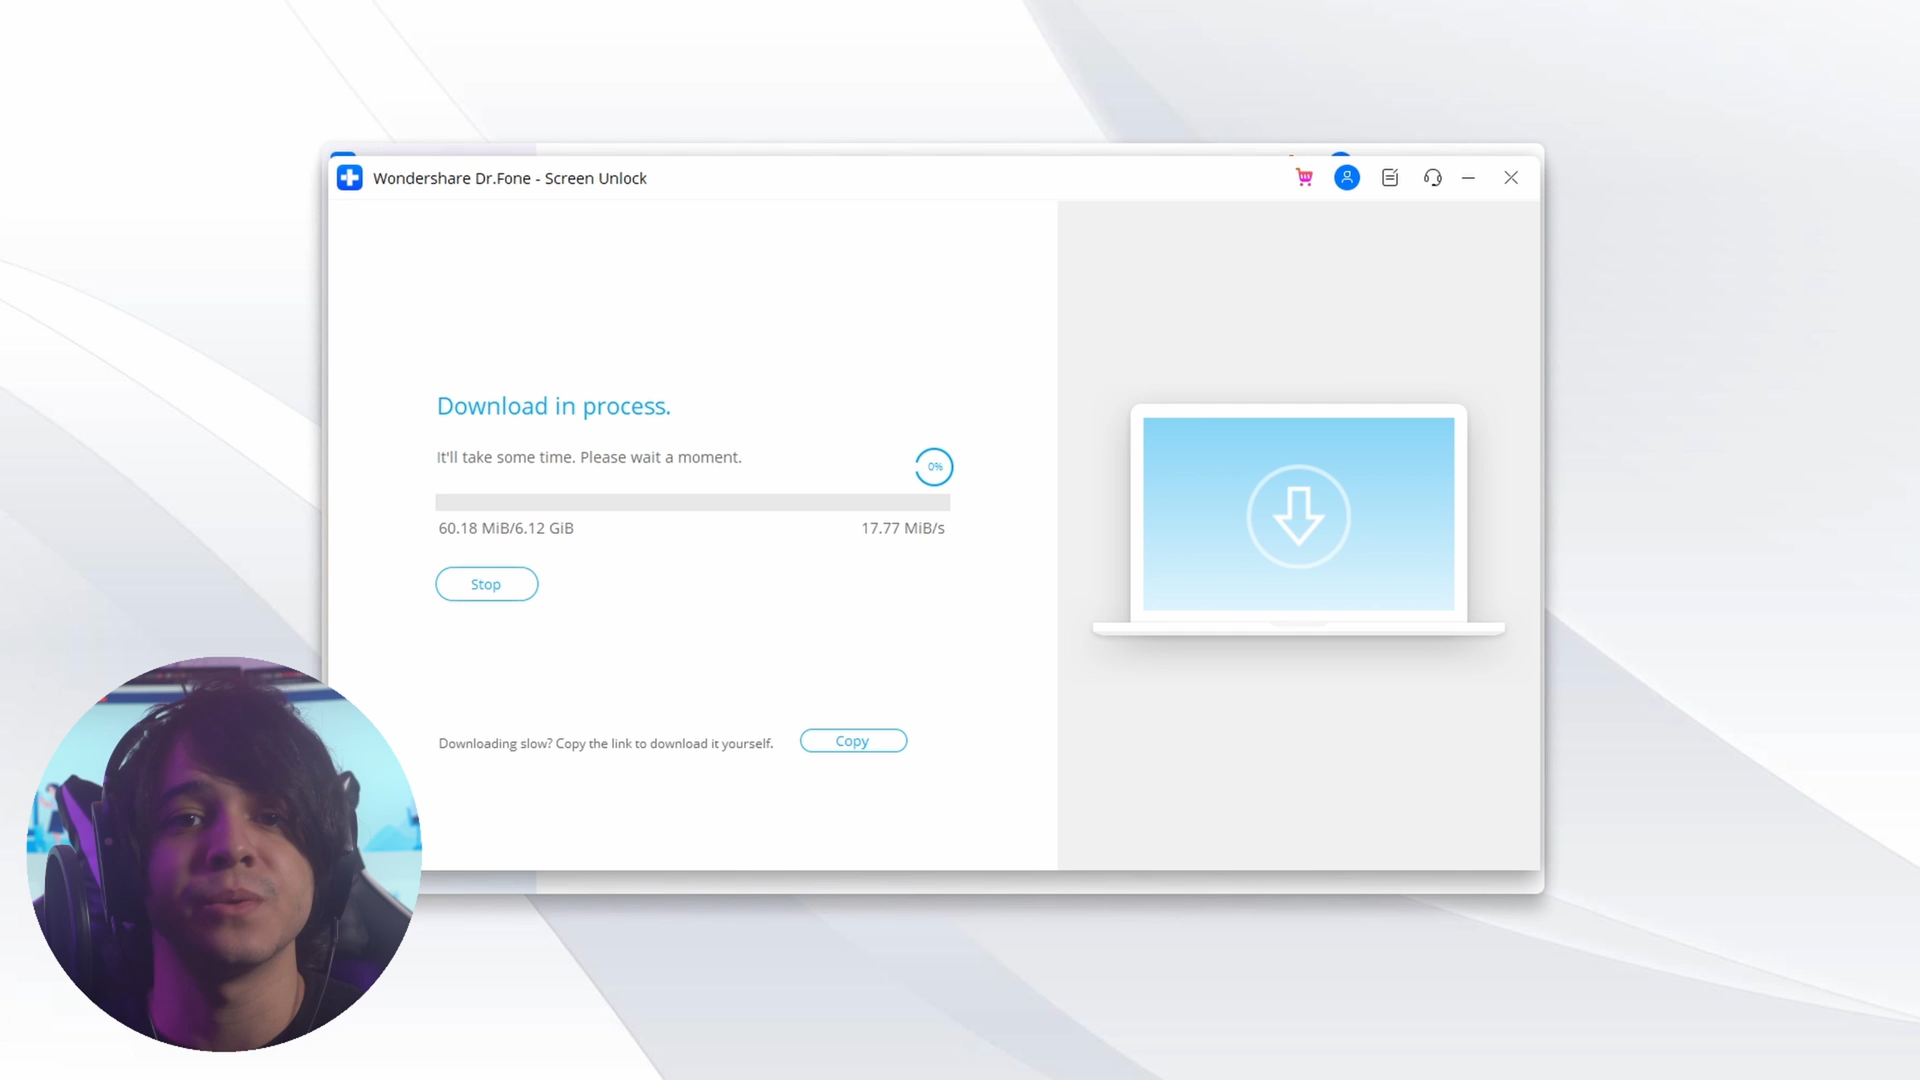 Wondershare Dr.Fone - Screen Unlock
Download in process.
It'll take some time. Please wait a moment.
0%
60.18 MiB/6.12 GiB
17.77 MiB/s
Stop
Downloading slow? Copy the link to download it yourself.
Copy